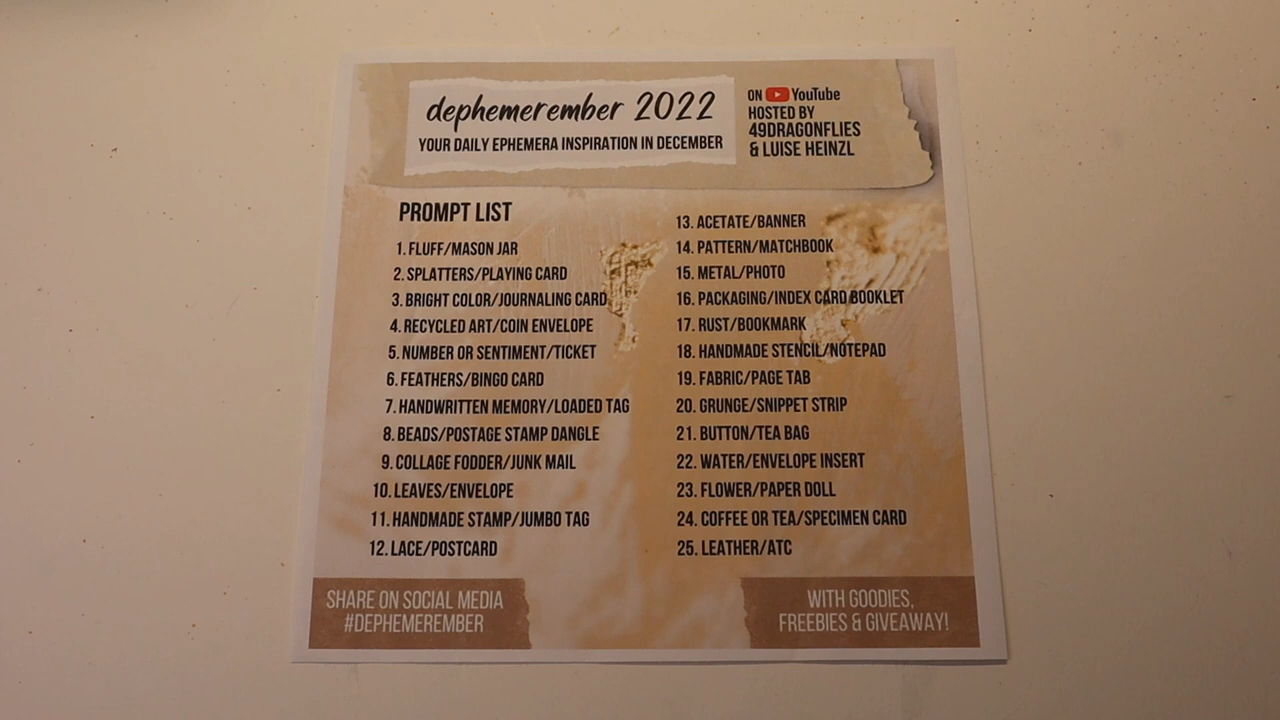 dephemerember 2022
YOUR DAILY EPHEMERA INSPIRATION IN DECEMBER
ON YouTube
HOSTED BY
49DRAGONFLIES
& LUISE HEINZL
PROMPT LIST
1. FLUFF/MASON JAR
2. SPLATTERS/PLAYING CARD
3. BRIGHT COLOR/JOURNALING CARD
4. RECYCLED ART/COIN ENVELOPE
5. NUMBER OR SENTIMENT/TICKET
6. FEATHERS/BINGO CARD
7. HANDWRITTEN MEMORY/LOADED TAG
8. BEADS/POSTAGE STAMP DANGLE
9. COLLAGE FODDER/JUNK MAIL
10. LEAVES/ENVELOPE
11. HANDMADE STAMP/JUMBO TAG
12. LACE/POSTCARD
13. ACETATE/BANNER
14. PATTERN/MATCHBOOK
15. METAL/PHOTO
16. PACKAGING/INDEX CARD BOOKLET
17. RUST/BOOKMARK
18. HANDMADE STENCIL/NOTEPAD
19. FABRIC/PAGE TAB
20. GRUNGE/SNIPPET STRIP
21. BUTTON/TEA BAG
22. WATER/ENVELOPE INSERT
23. FLOWER/PAPER DOLL
24. COFFEE OR TEA/SPECIMEN CARD
25. LEATHER/ATC
SHARE ON SOCIAL MEDIA
#DEPHEMEREMBER
WITH GOODIES,
FREEBIES & GIVEAWAY!